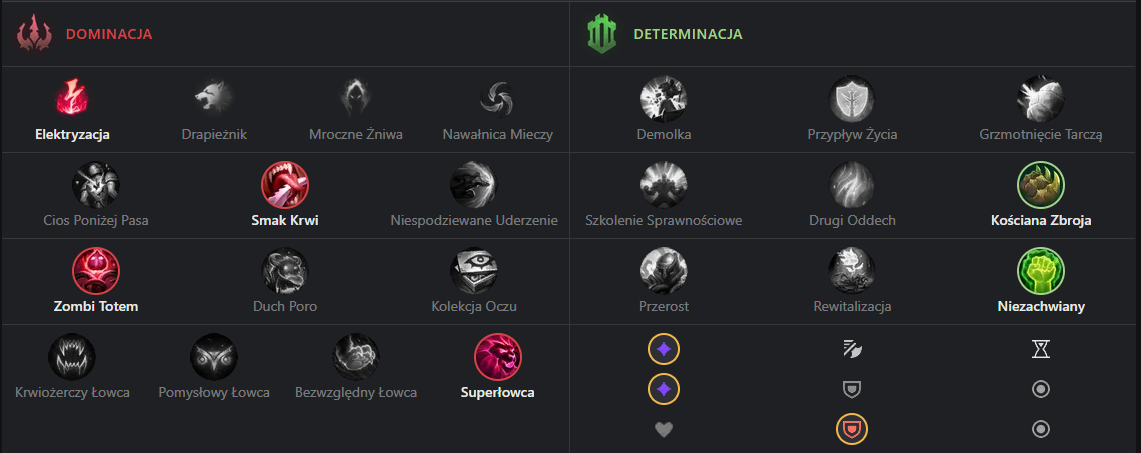 DOMINACJA
Elektryzacja
Drapieżnik
Mroczne Żniwa
Nawałnica Mieczy
Cios Poniżej Pasa
Smak Krwi
Niespodziewane Uderzenie
Zombi Totem
Duch Poro
Kolekcja Oczu
Krwiożerczy Łowca
Pomysłowy Łowca
Bezwzględny Łowca
Superłowca
DETERMINACJA
Demolka
Przypływ Życia
Grzmotnięcie Tarczą
Szkolenie Sprawnościowe
Drugi Oddech
Kościana Zbroja
Przerost
Rewitalizacja
Niezachwiany